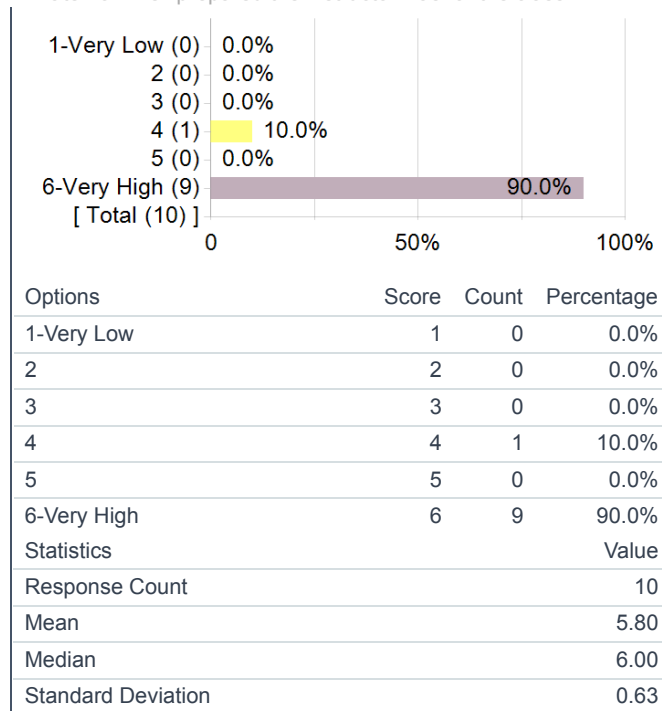 1-Very Low (0) 0.0%
2 (0) 0.0%
3 (0) 0.0%
4 (1) 10.0%
5 (0) 0.0%
6-Very High (9) 90.0%
[ Total (10) ]
0 50% 100%
Options Score Count Percentage
1-Very Low 1 0 0.0%
2 2 0 0.0%
3 3 0 0.0%
4 4 1 10.0%
5 5 0 0.0%
6-Very High 6 9 90.0%
Statistics Value
Response Count 10
Mean 5.80
Median 6.00
Standard Deviation 0.63